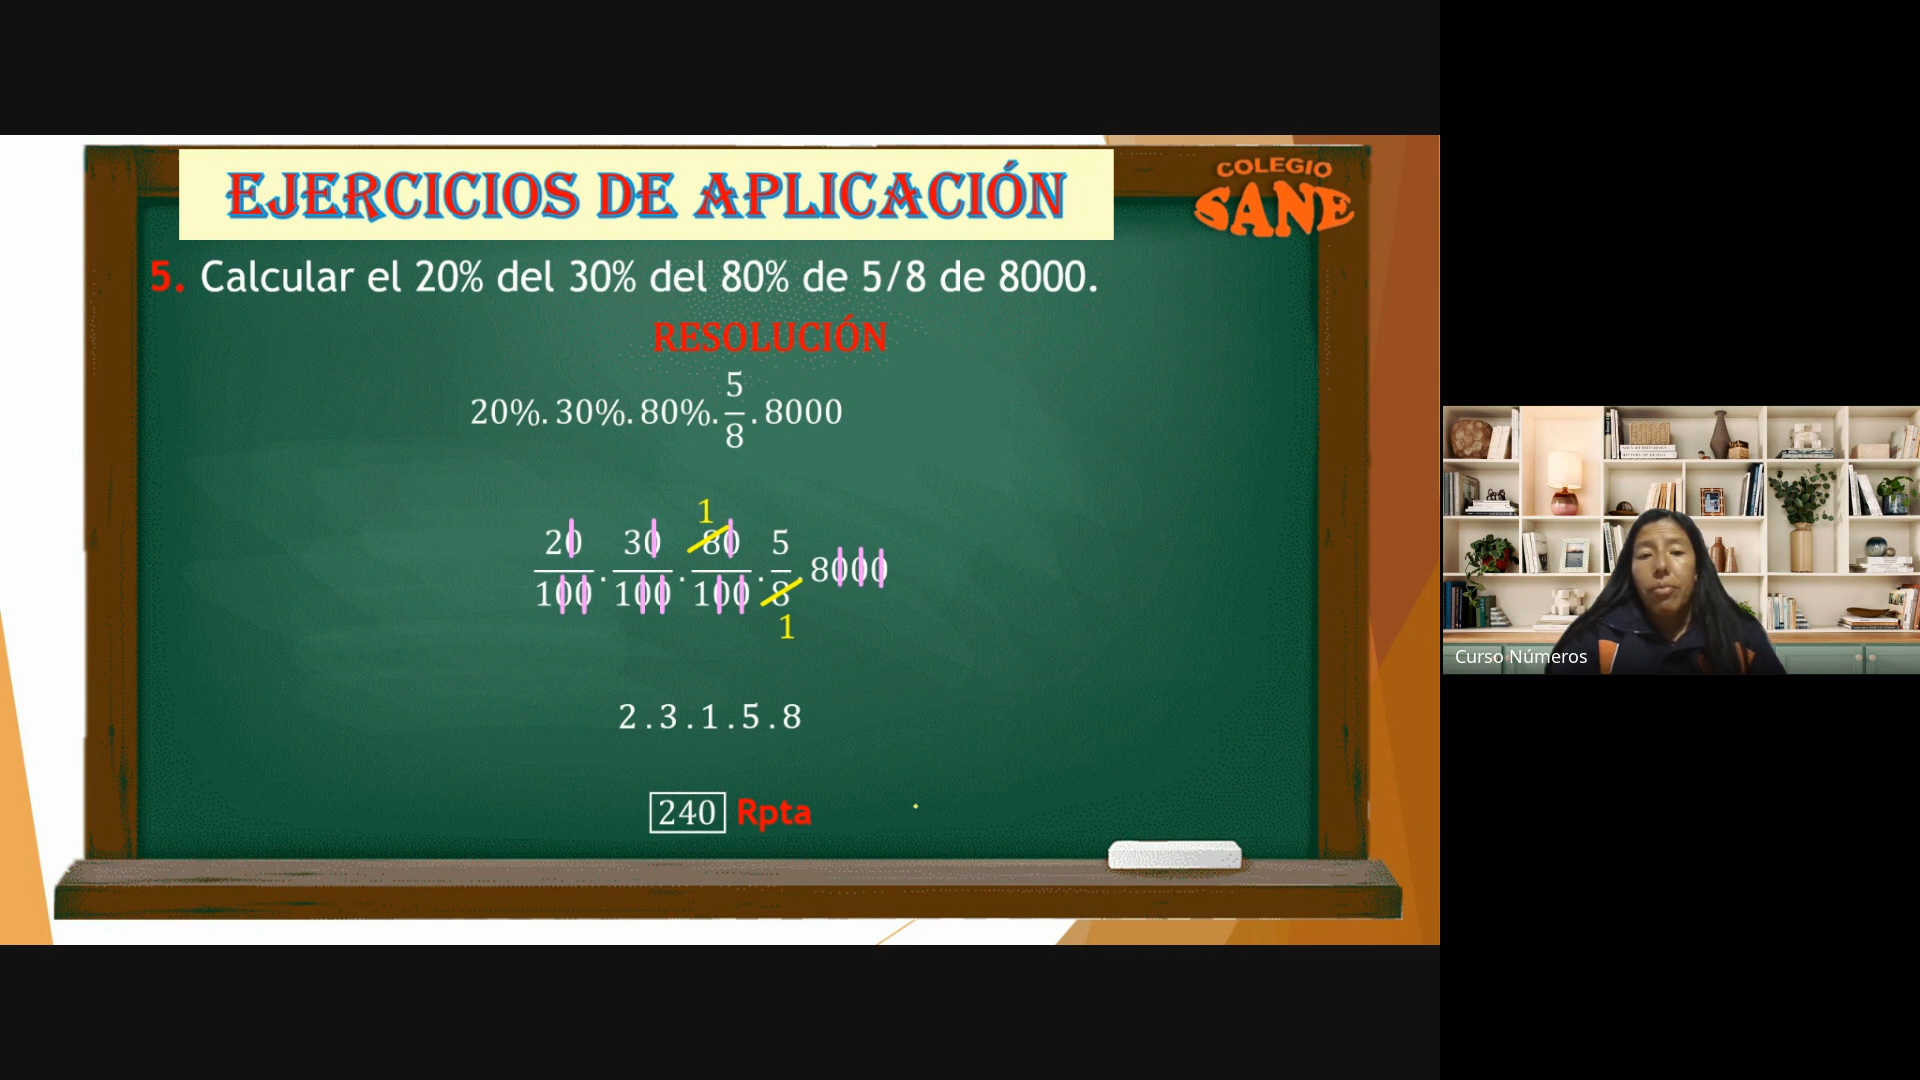 EJERCICIOS DE APLICACIÓN
COLEGIO
SANE
5. Calcular el 20% del 30% del 80% de 5/8 de 8000.
RESOLUCIÓN
20%. 30%. 80%. 5/8 . 8000
1
20/100 . 30/100 . 80/100 . 5/8 . 8000
1
2 . 3 . 1 . 5 . 8
240 Rpta
Curso Números